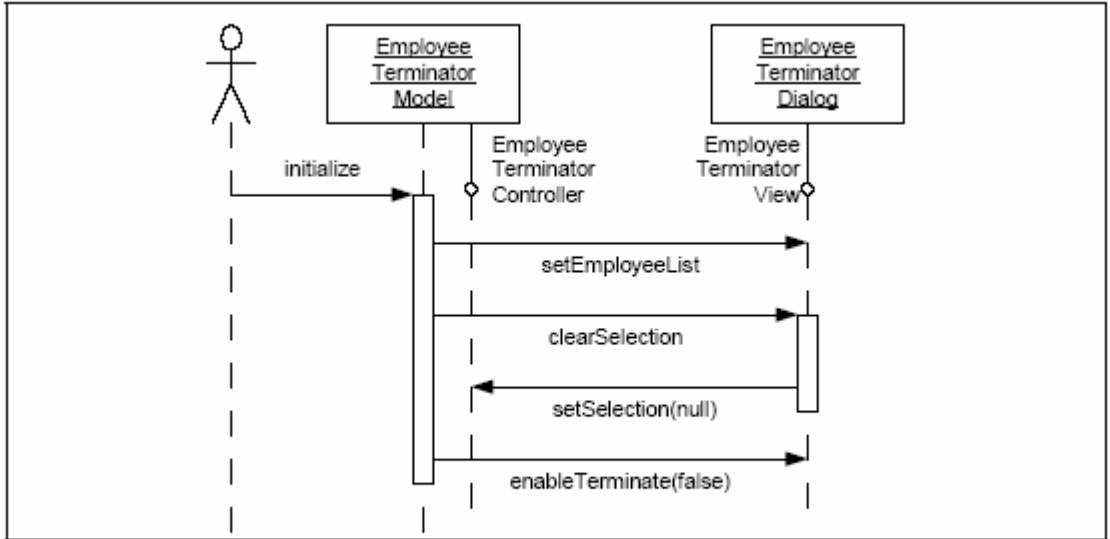 Employee
Terminator
Model
Employee
Terminator
Dialog
Employee
Terminator
Controller
Employee
Terminator
View
initialize
setEmployeeList
clearSelection
setSelection(null)
enableTerminate(false)